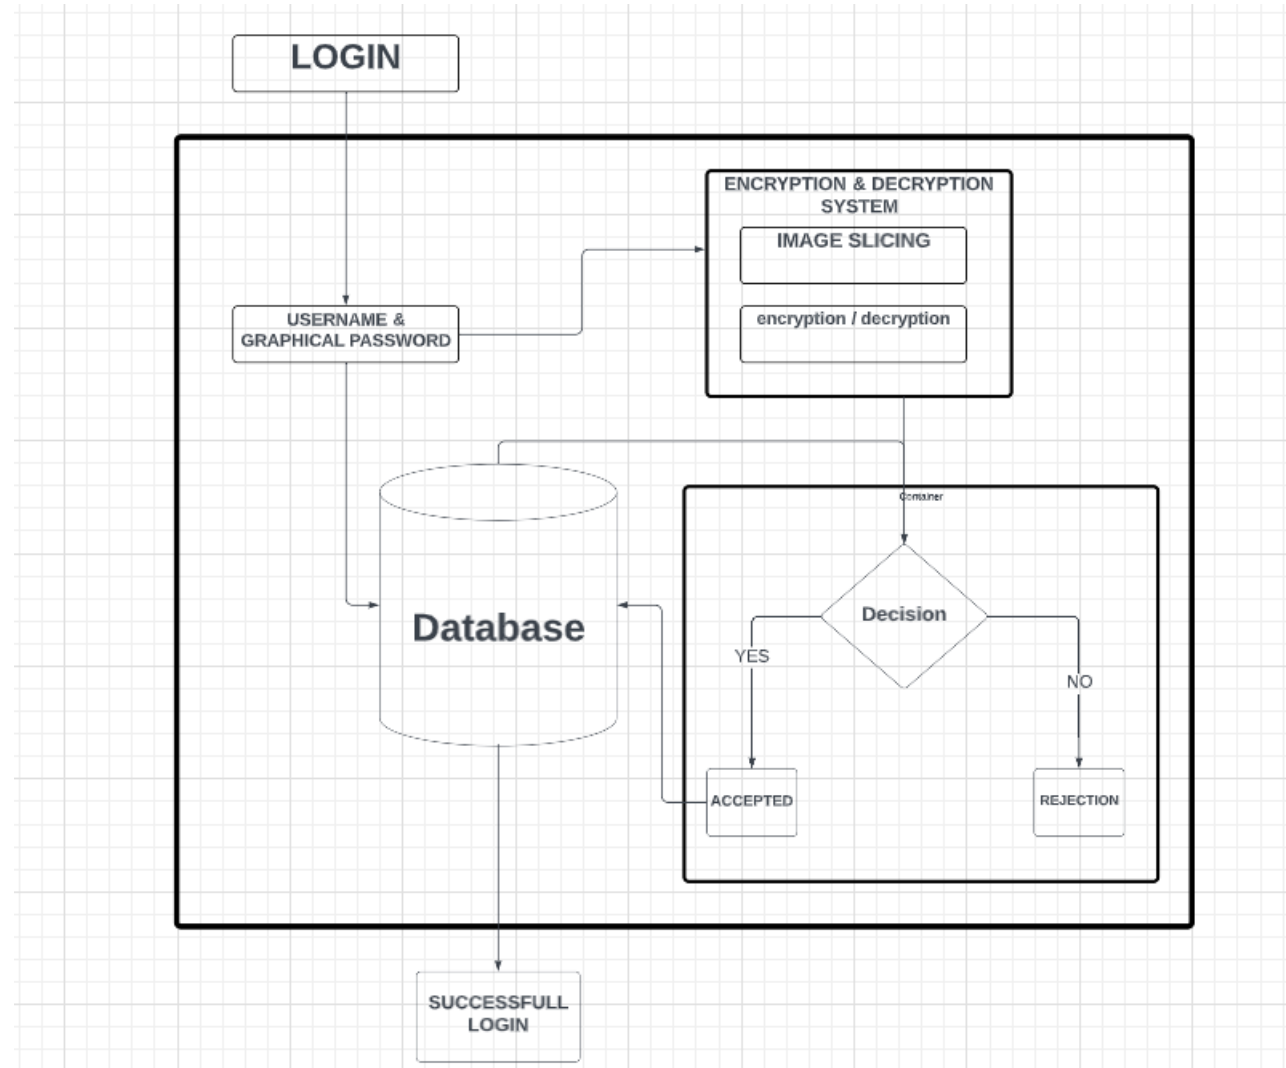 LOGIN
ENCRYPTION & DECRYPTION
SYSTEM
IMAGE SLICING
encryption / decryption
USERNAME &
GRAPHICAL PASSWORD
Container
Database
Decision
YES
NO
ACCEPTED
REJECTION
SUCCESSFULL
LOGIN